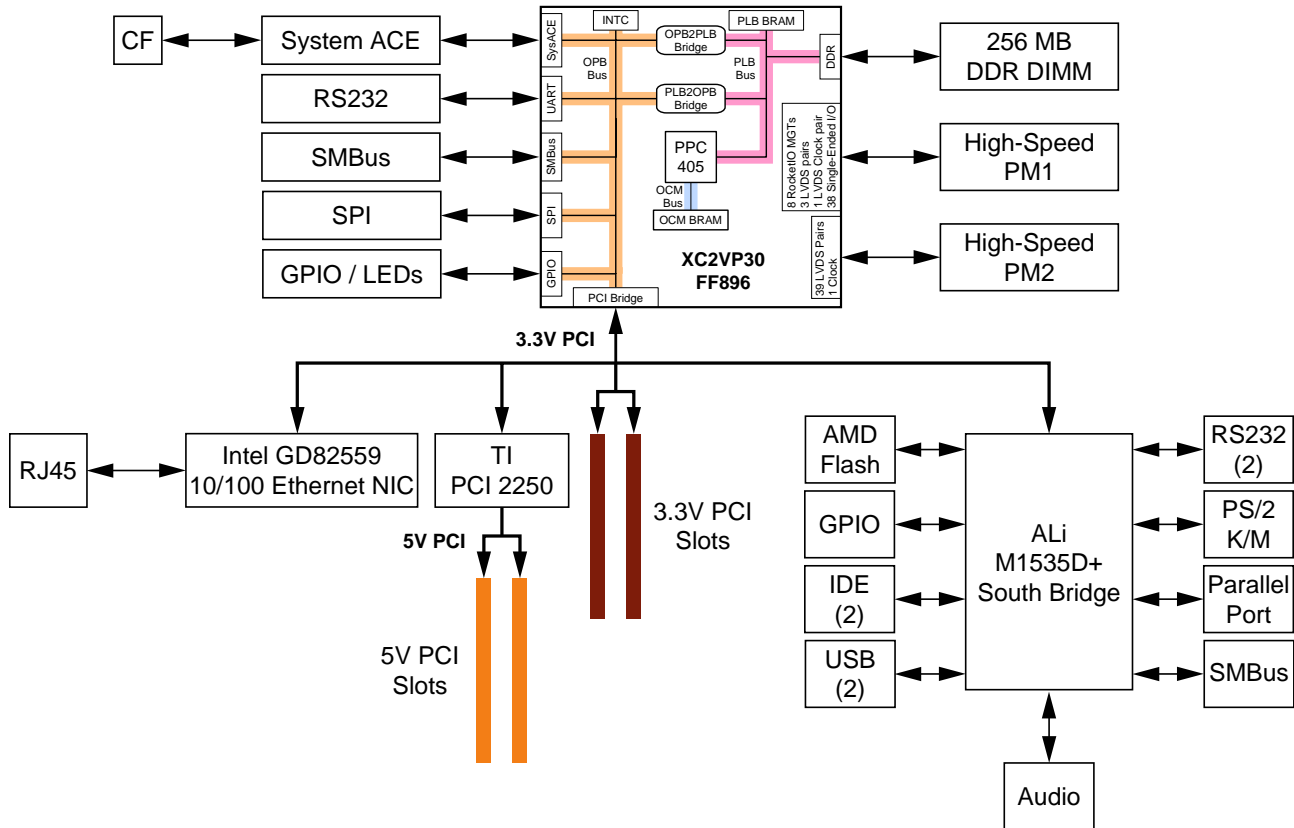 CF
System ACE
RS232
SMBus
SPI
GPIO / LEDs
SysACE
UART
SMBus
SPI
GPIO
INTC
OPB
Bus
OPB2PLB
Bridge
PLB2OPB
Bridge
PLB BRAM
PLB
Bus
DDR
PPC
405
OCM
Bus
OCM BRAM
XC2VP30
FF896
8 RocketIO MGTs
3 LVDS pairs
1 LVDS Clock pair
38 Single-Ended I/O
39 LVDS Pairs
1 Clock
PCI Bridge
256 MB
DDR DIMM
High-Speed
PM1
High-Speed
PM2
3.3V PCI
RJ45
Intel GD82559
10/100 Ethernet NIC
TI
PCI 2250
5V PCI
5V PCI
Slots
3.3V PCI
Slots
AMD
Flash
GPIO
IDE
(2)
USB
(2)
ALi
M1535D+
South Bridge
RS232
(2)
PS/2
K/M
Parallel
Port
SMBus
Audio